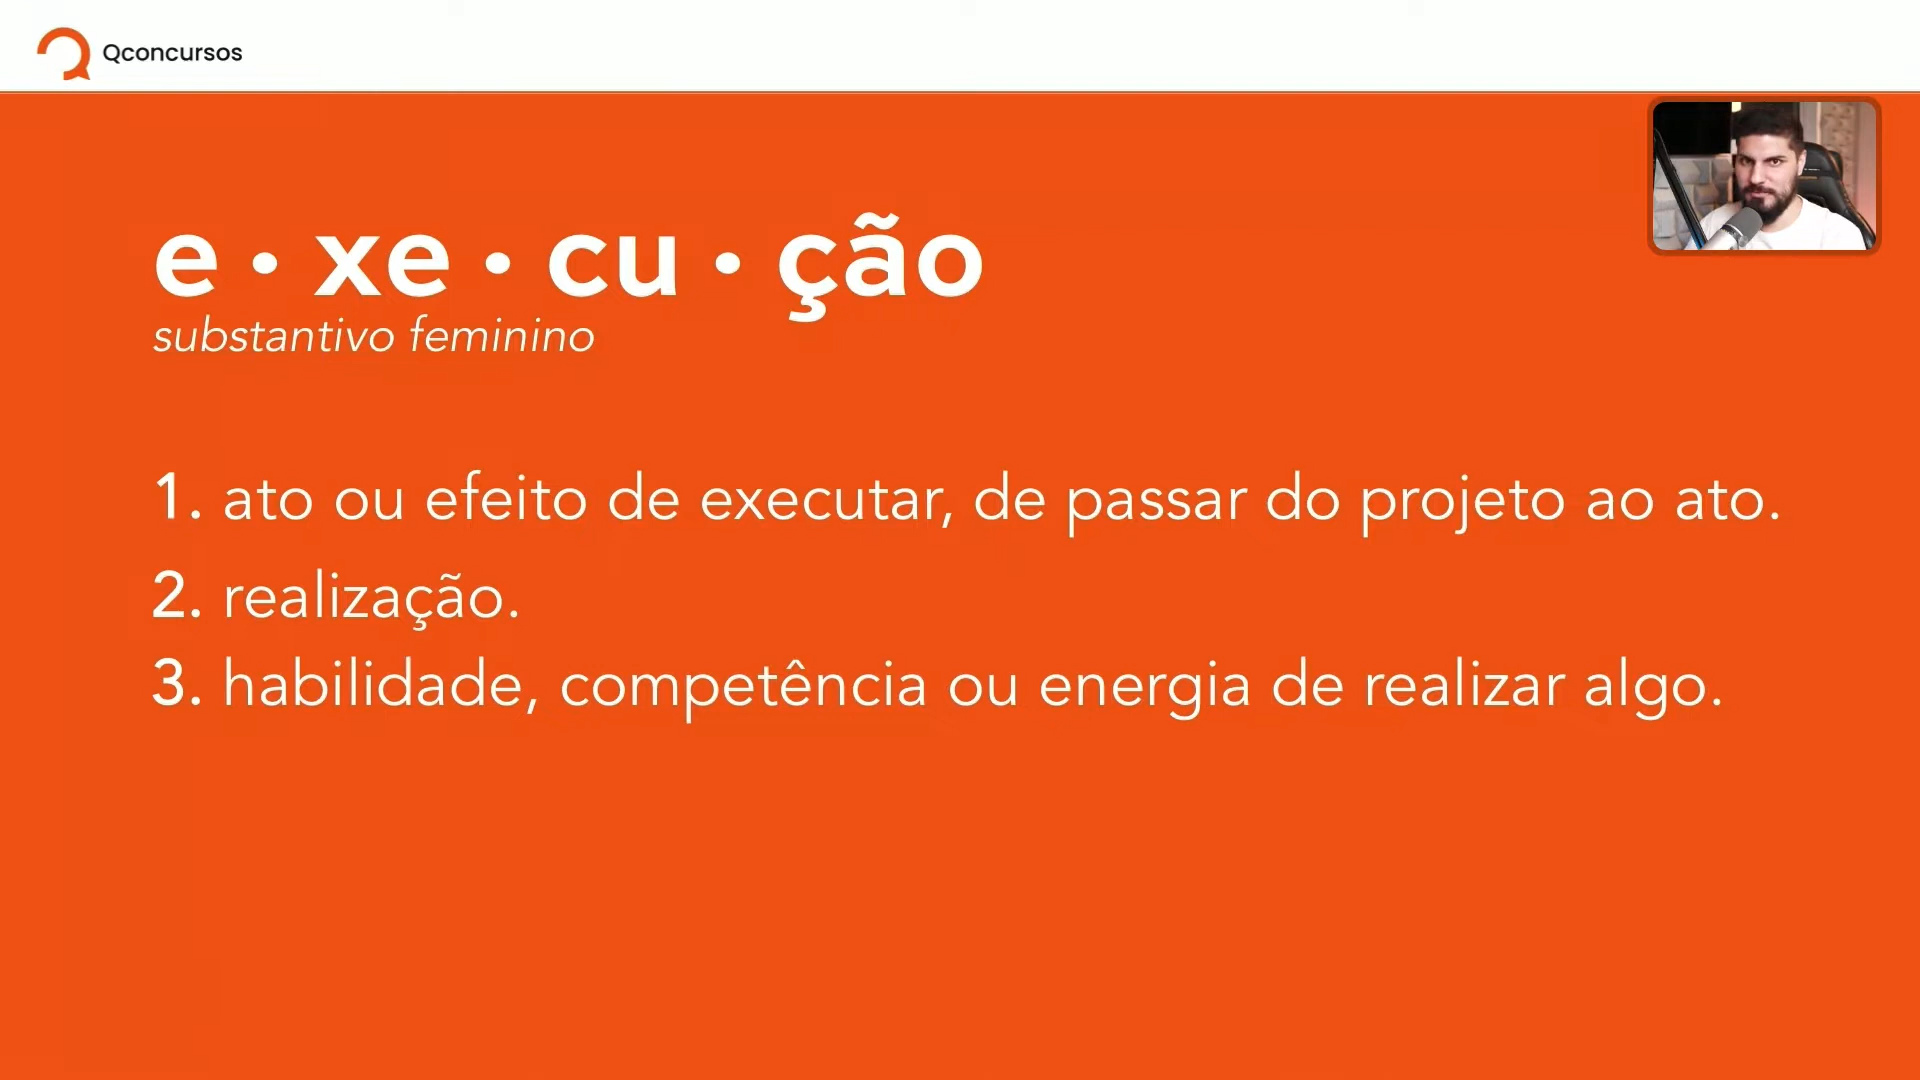 Qconcursos
e • xe • cu • ção
substantivo feminino
1. ato ou efeito de executar, de passar do projeto ao ato.
2. realização.
3. habilidade, competência ou energia de realizar algo.